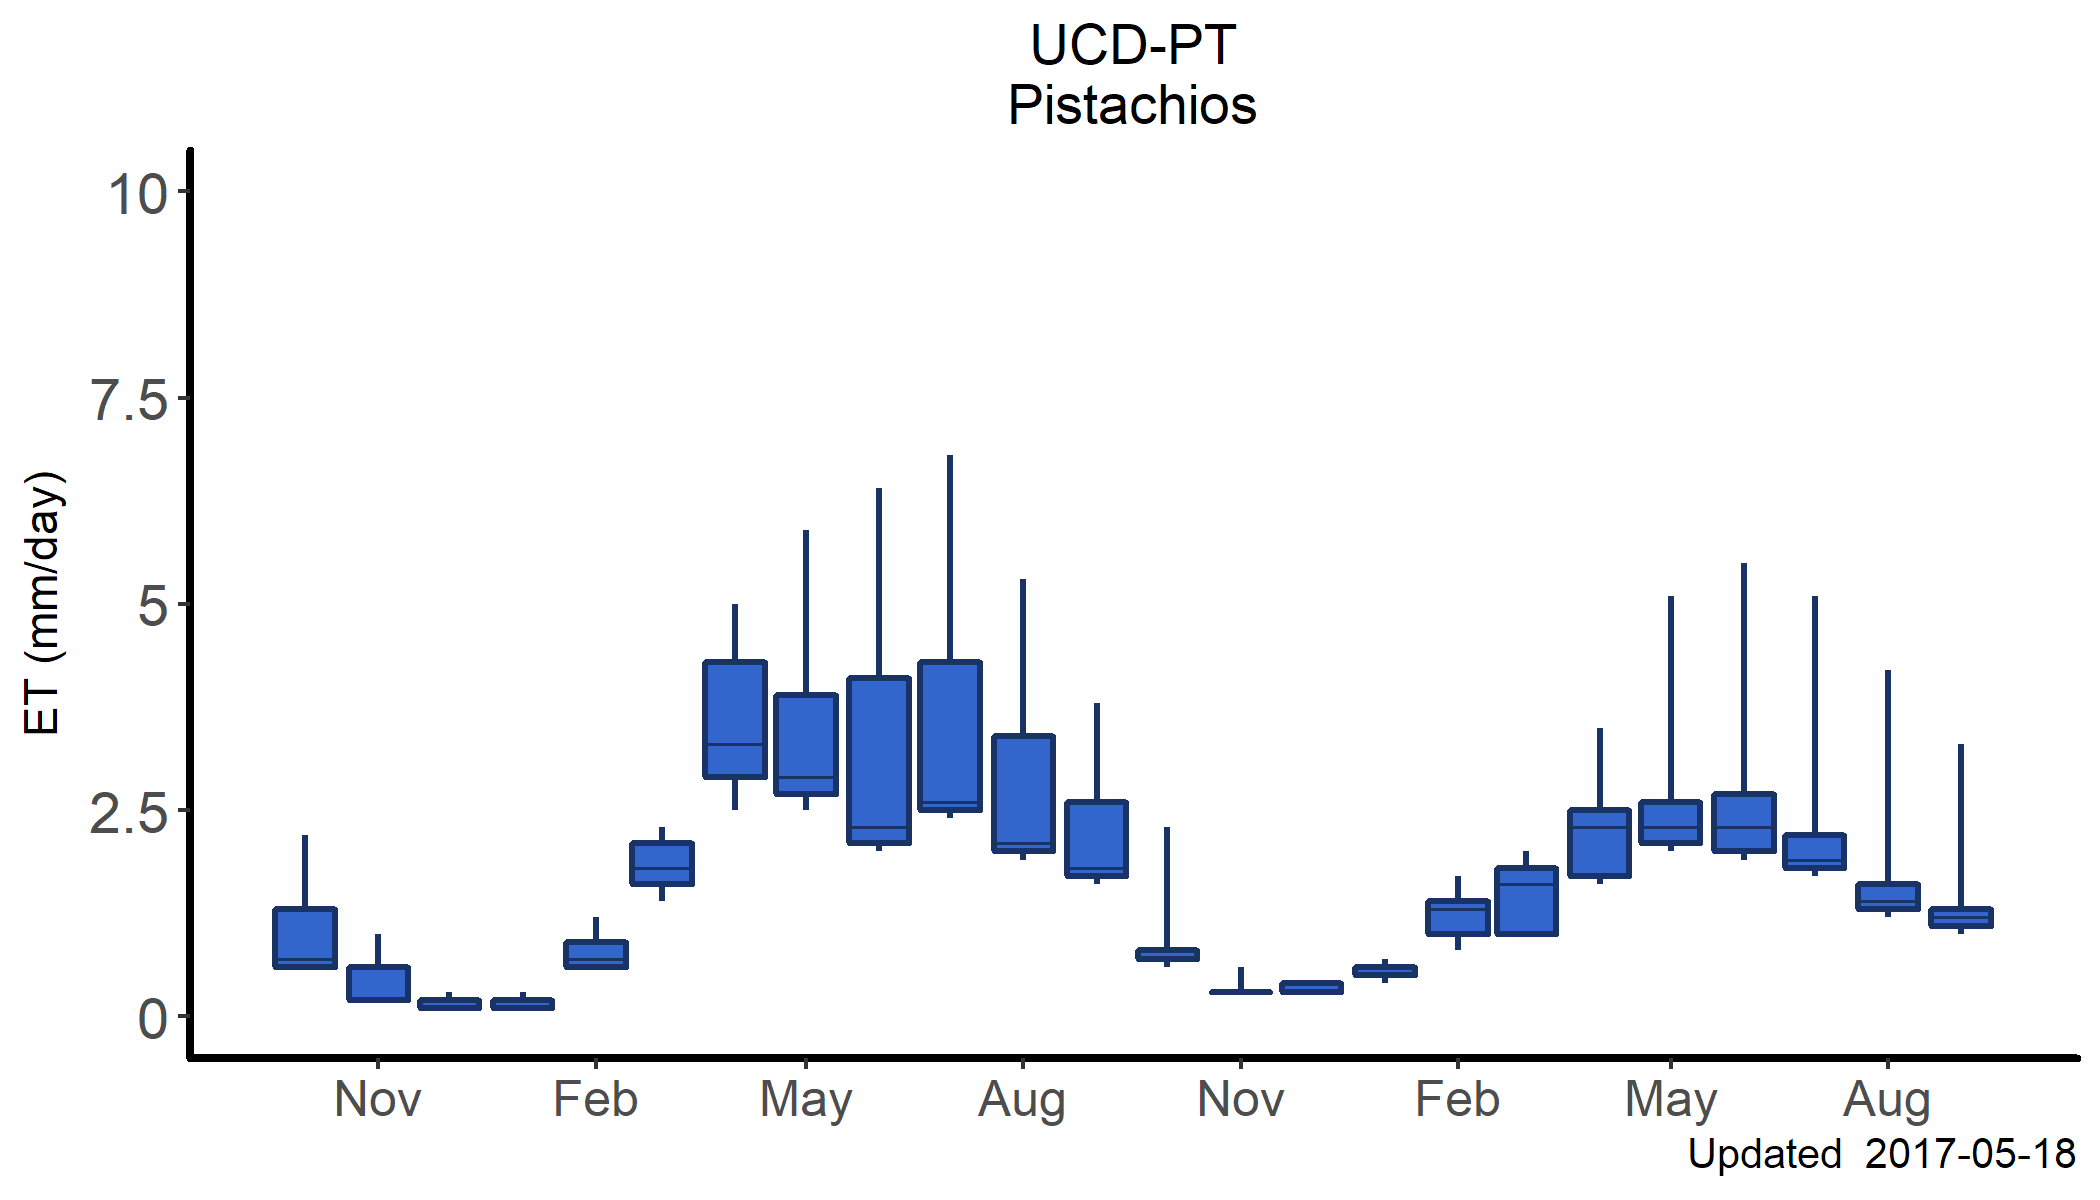 UCD-PT
Pistachios
ET (mm/day)
10
7.5
5
2.5
0
Nov Feb May Aug Nov Feb May Aug
Updated 2017-05-18